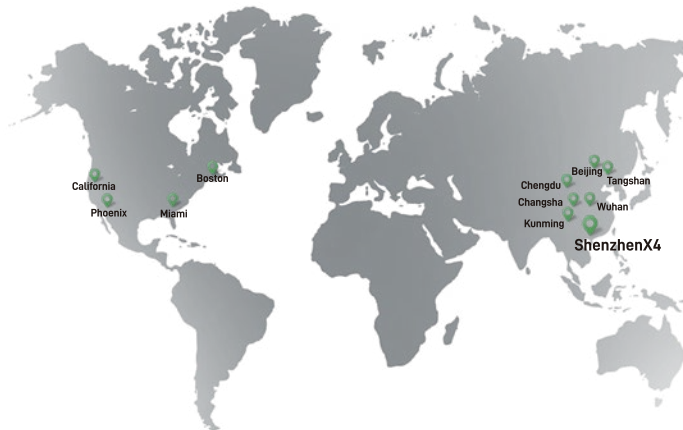 California
Phoenix
Miami
Boston
Beijing
Tangshan
Chengdu
Changsha
Wuhan
Kunming
ShenzhenX4